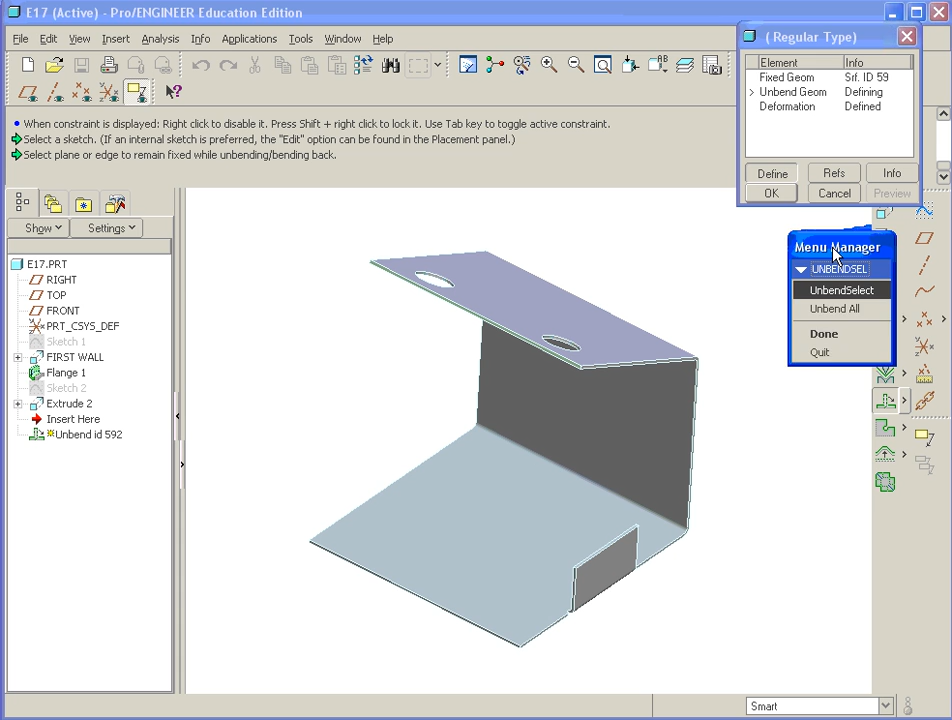 E17 (Active) - Pro/ENGINEER Education Edition
File Edit View Insert Analysis Info Applications Tools Window Help
• When constraint is displayed: Right click to disable it. Press Shift + right click to lock it. Use Tab key to toggle active constraint.
Select a sketch. (If an internal sketch is preferred, the "Edit" option can be found in the Placement panel.)
Select plane or edge to remain fixed while unbending/bending back.
( Regular Type)
Element Info
Fixed Geom Srf. ID 59
> Unbend Geom Defining
Deformation Defined
Define Refs Info
OK Cancel Preview
Show Settings
E17.PRT
RIGHT
TOP
FRONT
PRT_CSYS_DEF
Sketch 1
FIRST WALL
Flange 1
Sketch 2
Extrude 2
Insert Here
Unbend id 592
Menu Manager
UNBENDSEL
UnbendSelect
Unbend All
Done
Quit
Smart